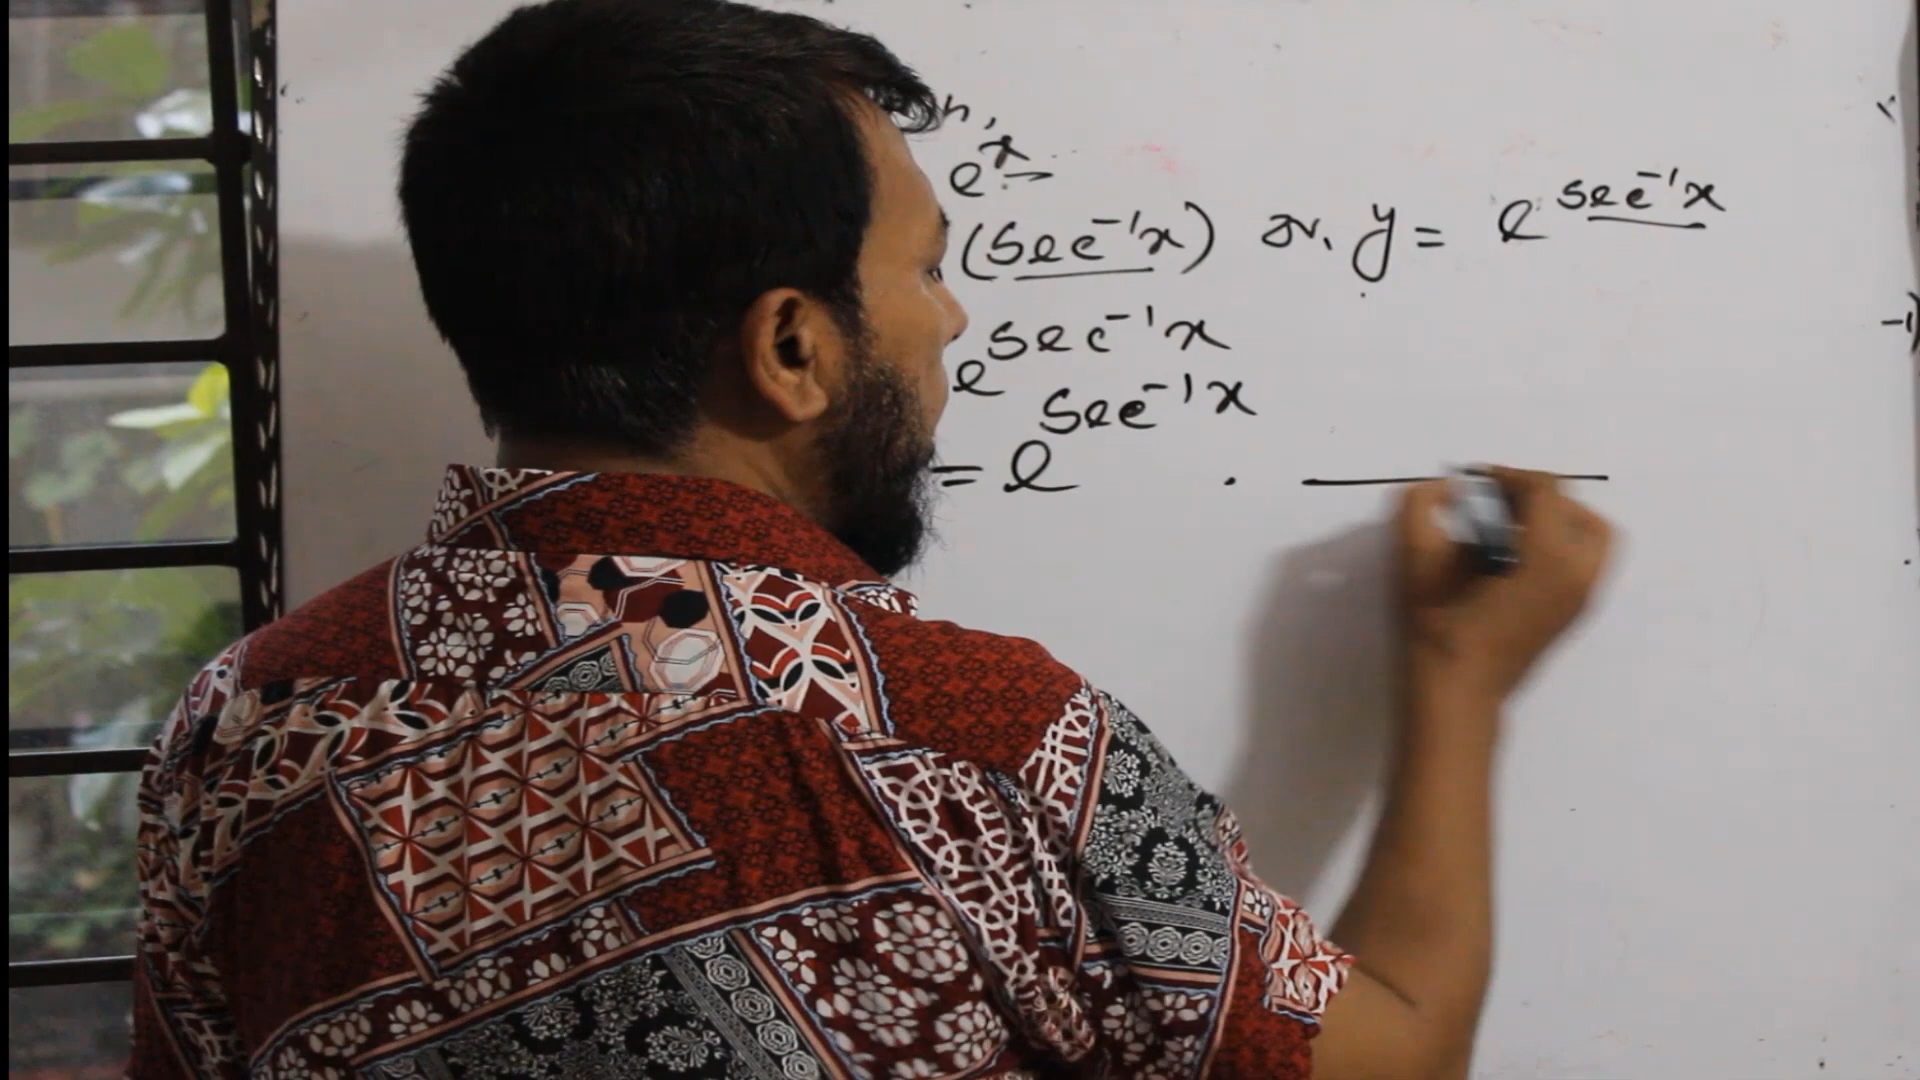 e^x
(Sec⁻¹x) or, y = e^Sec⁻¹x
e^Sec⁻¹x
= e^Sec⁻¹x .